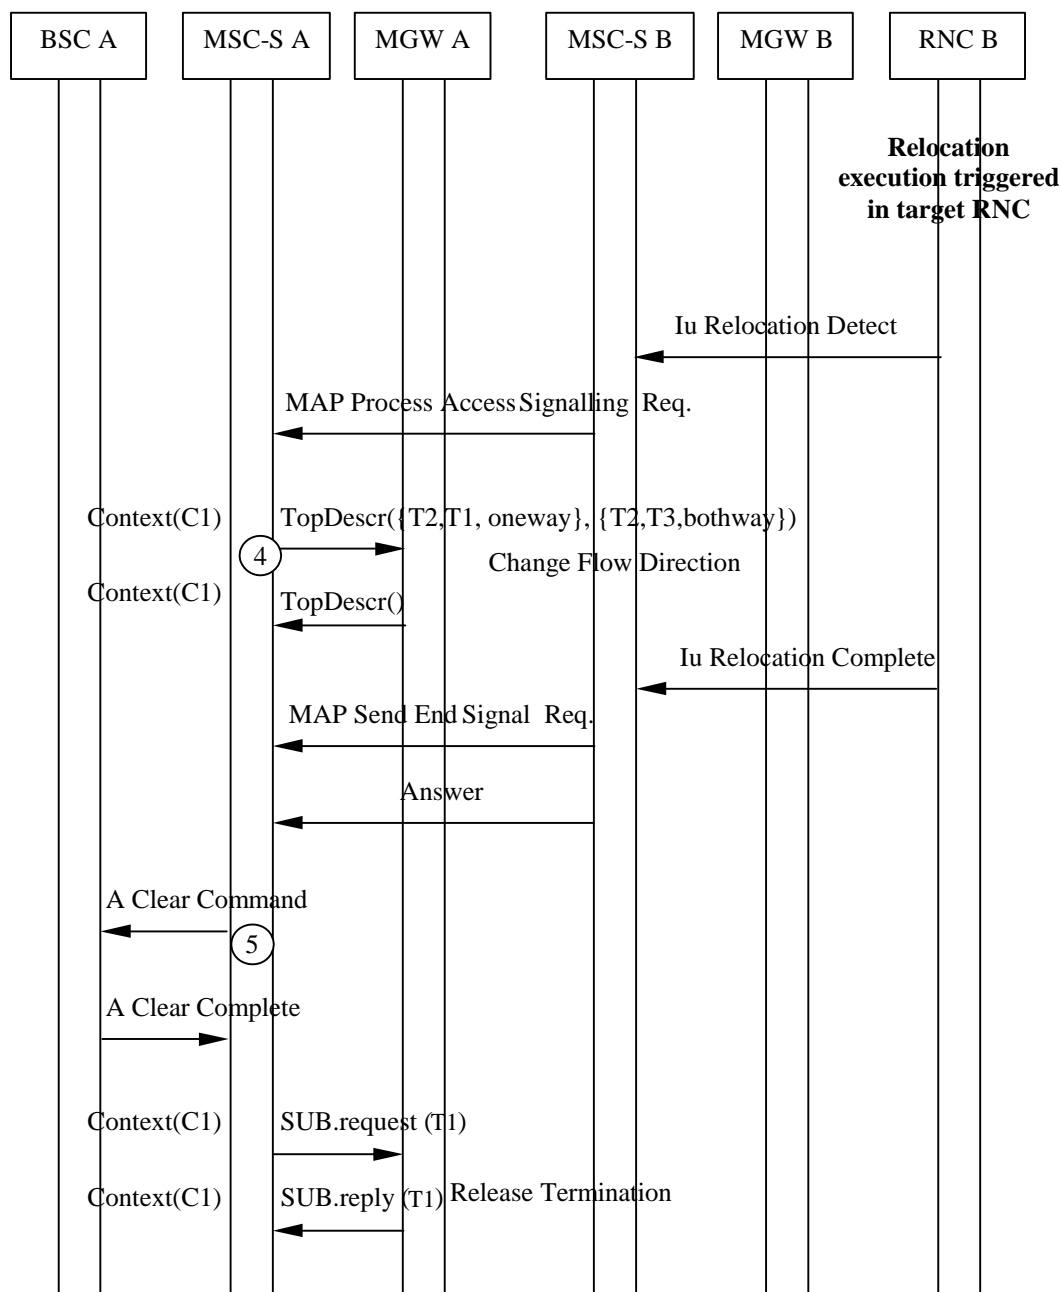 BSC A
MSC-S A
MGW A
MSC-S B
MGW B
RNC B
Relocation
execution triggered
in target RNC
Iu Relocation Detect
MAP Process Access Signalling Req.
Context(C1)
TopDescr({T2,T1, oneway}, {T2,T3,bothway})
4
Change Flow Direction
Context(C1)
TopDescr()
Iu Relocation Complete
MAP Send End Signal Req.
Answer
A Clear Command
5
A Clear Complete
Context(C1)
SUB.request (T1)
Context(C1)
SUB.reply (T1)
Release Termination